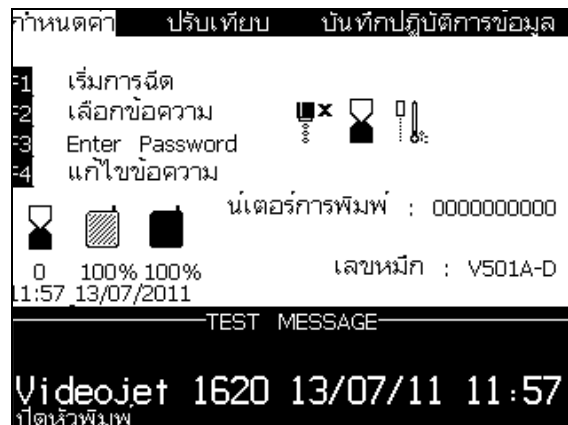 กำหนดค่า ปรับเทียบ บันทึกปฏิบัติการข้อมูล
F1 เริ่มการฉีด
F2 เลือกข้อความ
F3 Enter Password
F4 แก้ไขข้อความ
น์เตอร์การพิมพ์ : 0000000000
0 100% 100%
เลขหมึก : V501A-D
11:57 13/07/2011
TEST MESSAGE
Videojet 1620 13/07/11 11:57
ปิดหัวพิมพ์